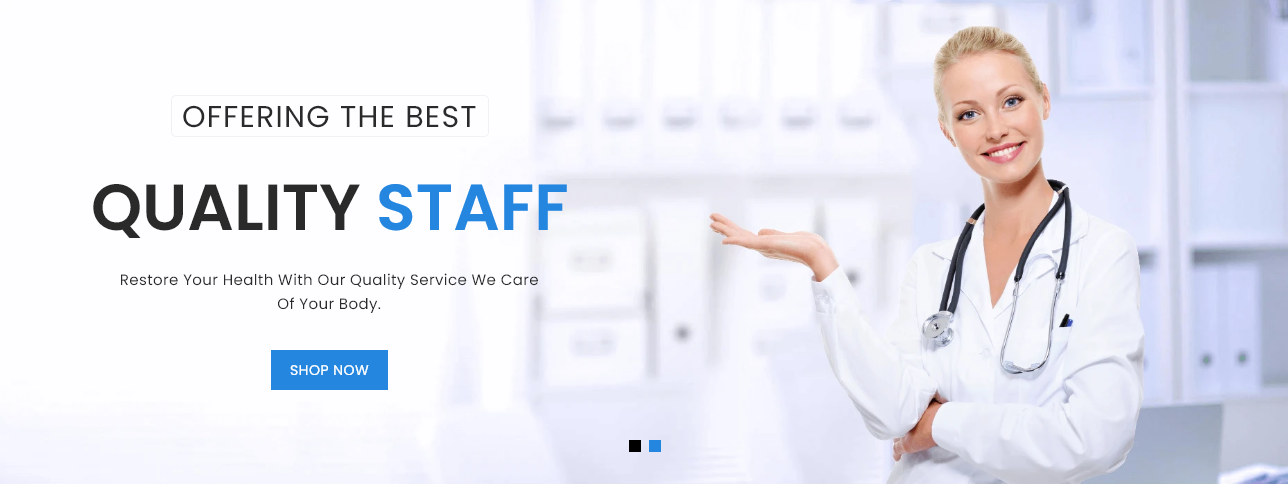 OFFERING THE BEST
QUALITY STAFF
Restore Your Health With Our Quality Service We Care
Of Your Body.
SHOP NOW